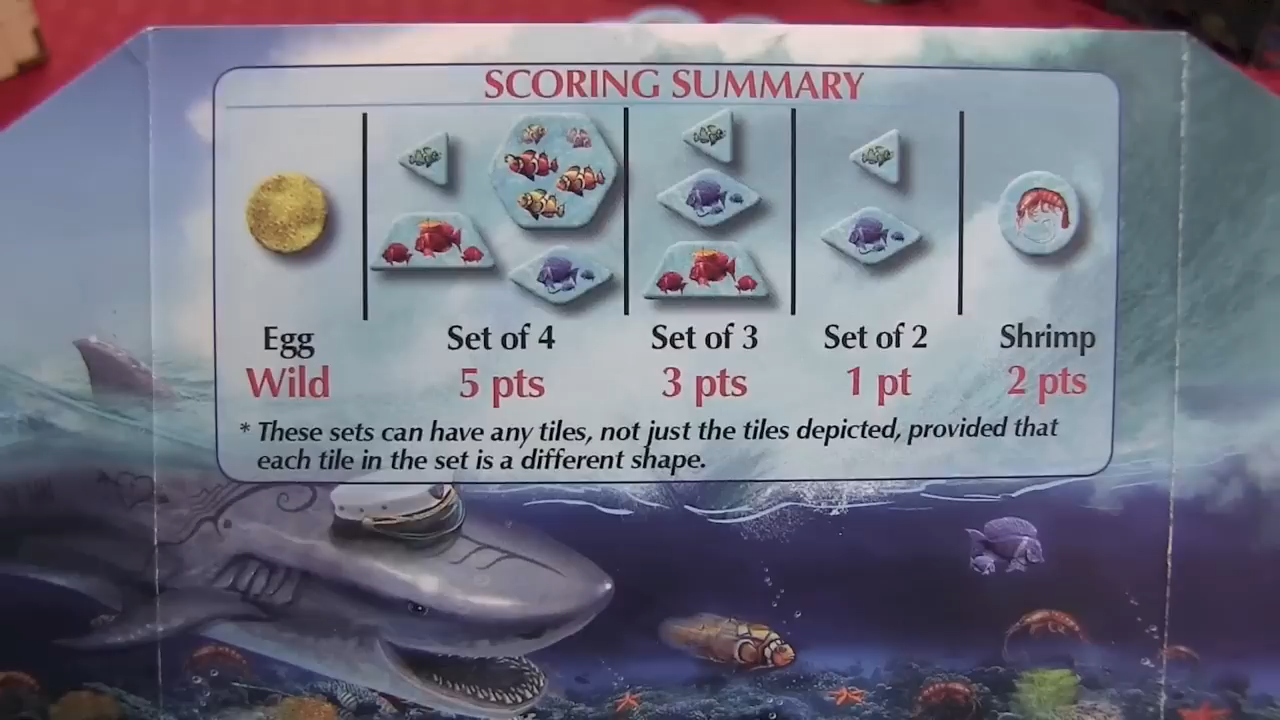 SCORING SUMMARY
Egg
Wild
Set of 4
5 pts
Set of 3
3 pts
Set of 2
1 pt
Shrimp
2 pts
* These sets can have any tiles, not just the tiles depicted, provided that
each tile in the set is a different shape.